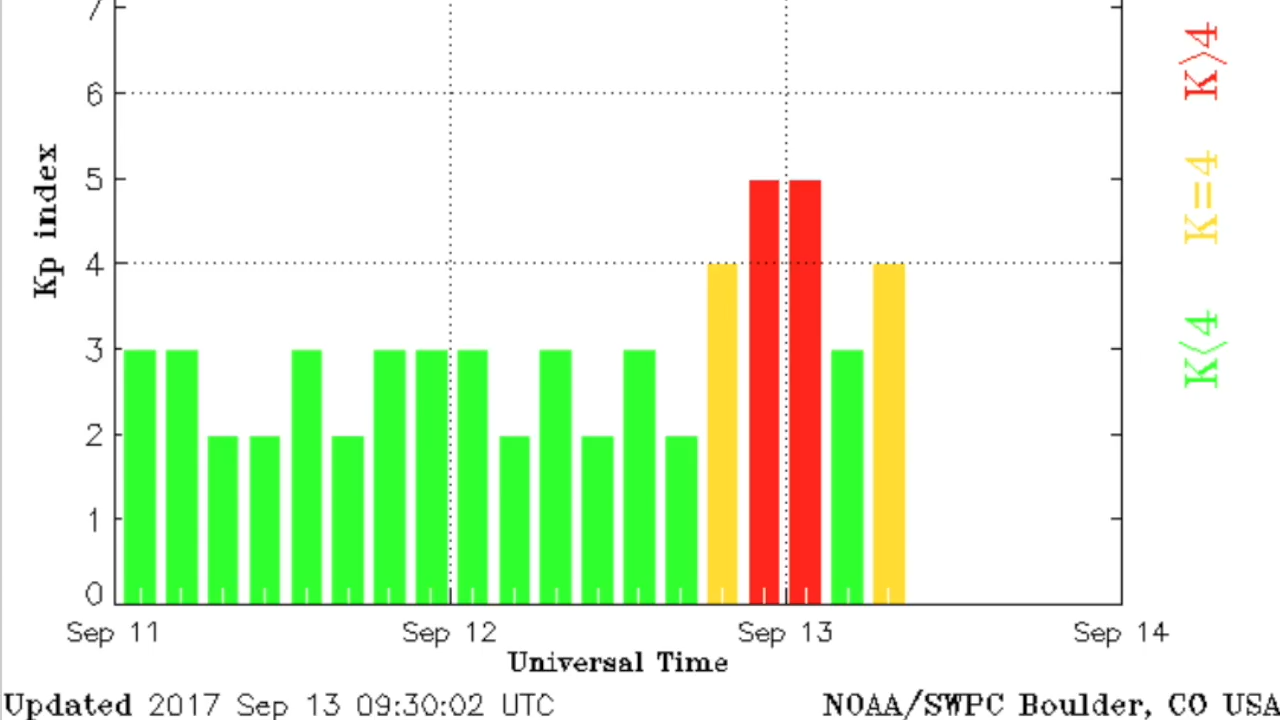 7
6
5
4
3
2
1
0
Kp index
Sep 11 Sep 12 Sep 13 Sep 14
Universal Time
Updated 2017 Sep 13 09:30:02 UTC NOAA/SWPC Boulder, CO USA
K>4
K=4
K<4